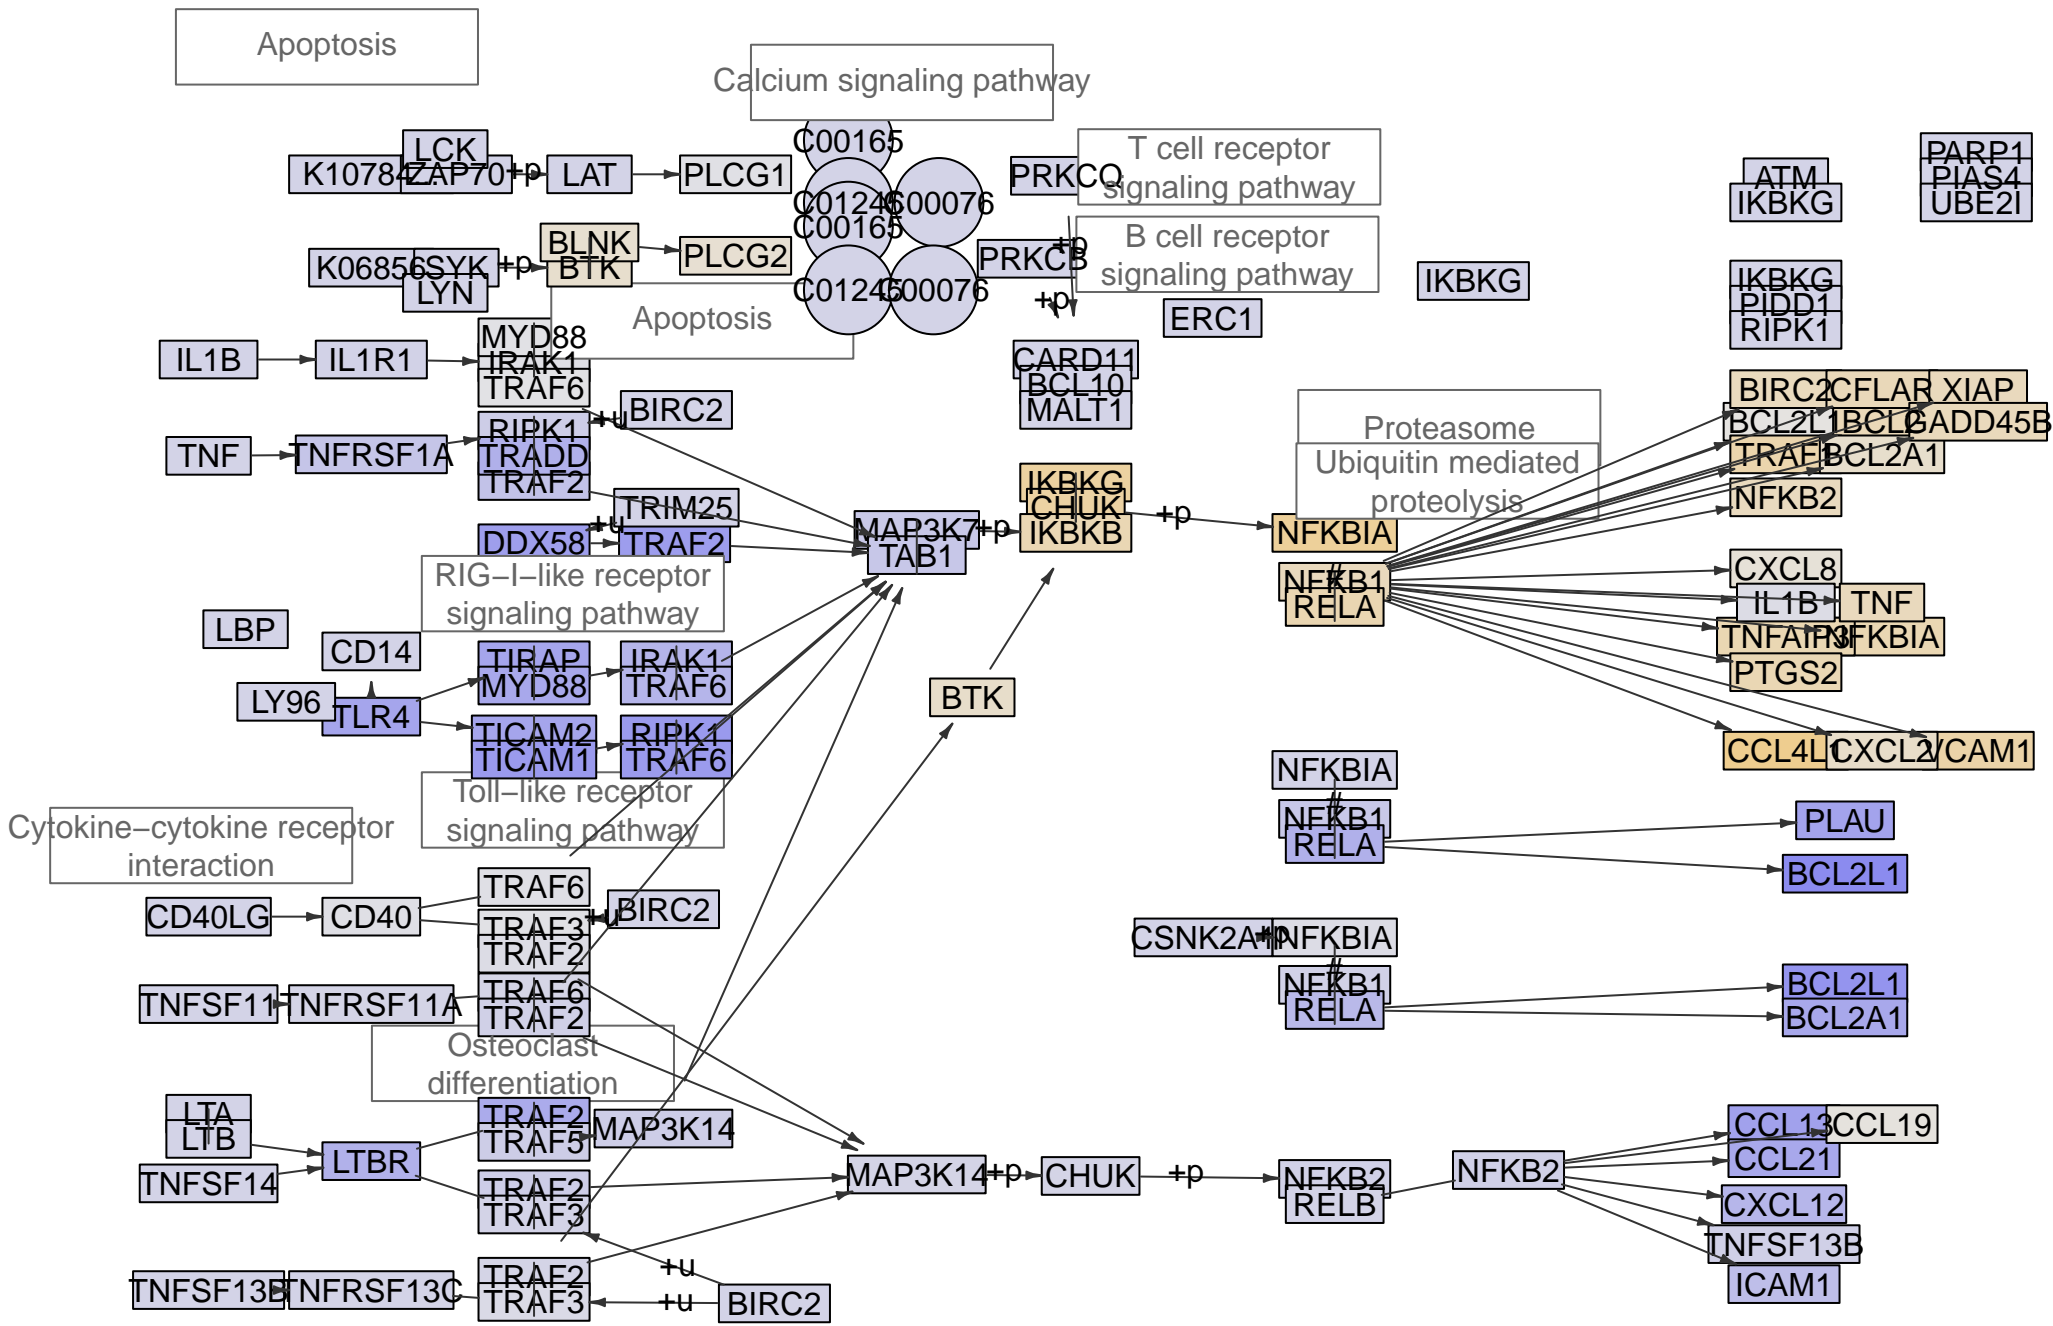 Apoptosis
Calcium signaling pathway
T cell receptor
signaling pathway
B cell receptor
signaling pathway
LCK
K10784
ZAP70
+p
LAT
PLCG1
C00165
C01245
C00076
C00165
C01245
C00076
PRKCQ
PRKCB
+p
+p
K06856
SYK
LYN
+p
BLNK
BTK
PLCG2
Apoptosis
ERC1
IKBKG
ATM
IKBKG
PARP1
PIAS4
UBE2I
IKBKG
PIDD1
RIPK1
IL1B
IL1R1
MYD88
IRAK1
TRAF6
CARD11
BCL10
MALT1
TNF
TNFRSF1A
RIPK1
TRADD
TRAF2
+u
BIRC2
TRIM25
+u
DDX58
TRAF2
RIG−I−like receptor
signaling pathway
MAP3K7
TAB1
+p
IKBKG
CHUK
IKBKB
+p
Proteasome
Ubiquitin mediated
proteolysis
NFKBIA
#
NFKB1
RELA
BIRC2
CFLAR
XIAP
BCL2L1
BCL2
GADD45B
TRAF1
BCL2A1
NFKB2
CXCL8
IL1B
TNF
TNFAIP3
NFKBIA
PTGS2
CCL4L1
CXCL2
VCAM1
LBP
CD14
LY96
TLR4
TIRAP
MYD88
IRAK1
TRAF6
TICAM2
TICAM1
RIPK1
TRAF6
Toll−like receptor
signaling pathway
BTK
NFKBIA
#
NFKB1
RELA
PLAU
BCL2L1
Cytokine−cytokine receptor
interaction
CD40LG
CD40
TRAF6
TRAF3
TRAF2
+u
BIRC2
CSNK2A1
+p
NFKBIA
#
NFKB1
RELA
BCL2L1
BCL2A1
TNFSF11
TNFRSF11A
TRAF6
TRAF2
Osteoclast
differentiation
LTA
LTB
TNFSF14
LTBR
TRAF2
TRAF5
MAP3K14
TRAF2
TRAF3
MAP3K14
+p
CHUK
+p
NFKB2
RELB
NFKB2
CCL13
CCL19
CCL21
CXCL12
TNFSF13B
ICAM1
TNFSF13B
TNFRSF13C
TRAF2
TRAF3
+u
+u
BIRC2